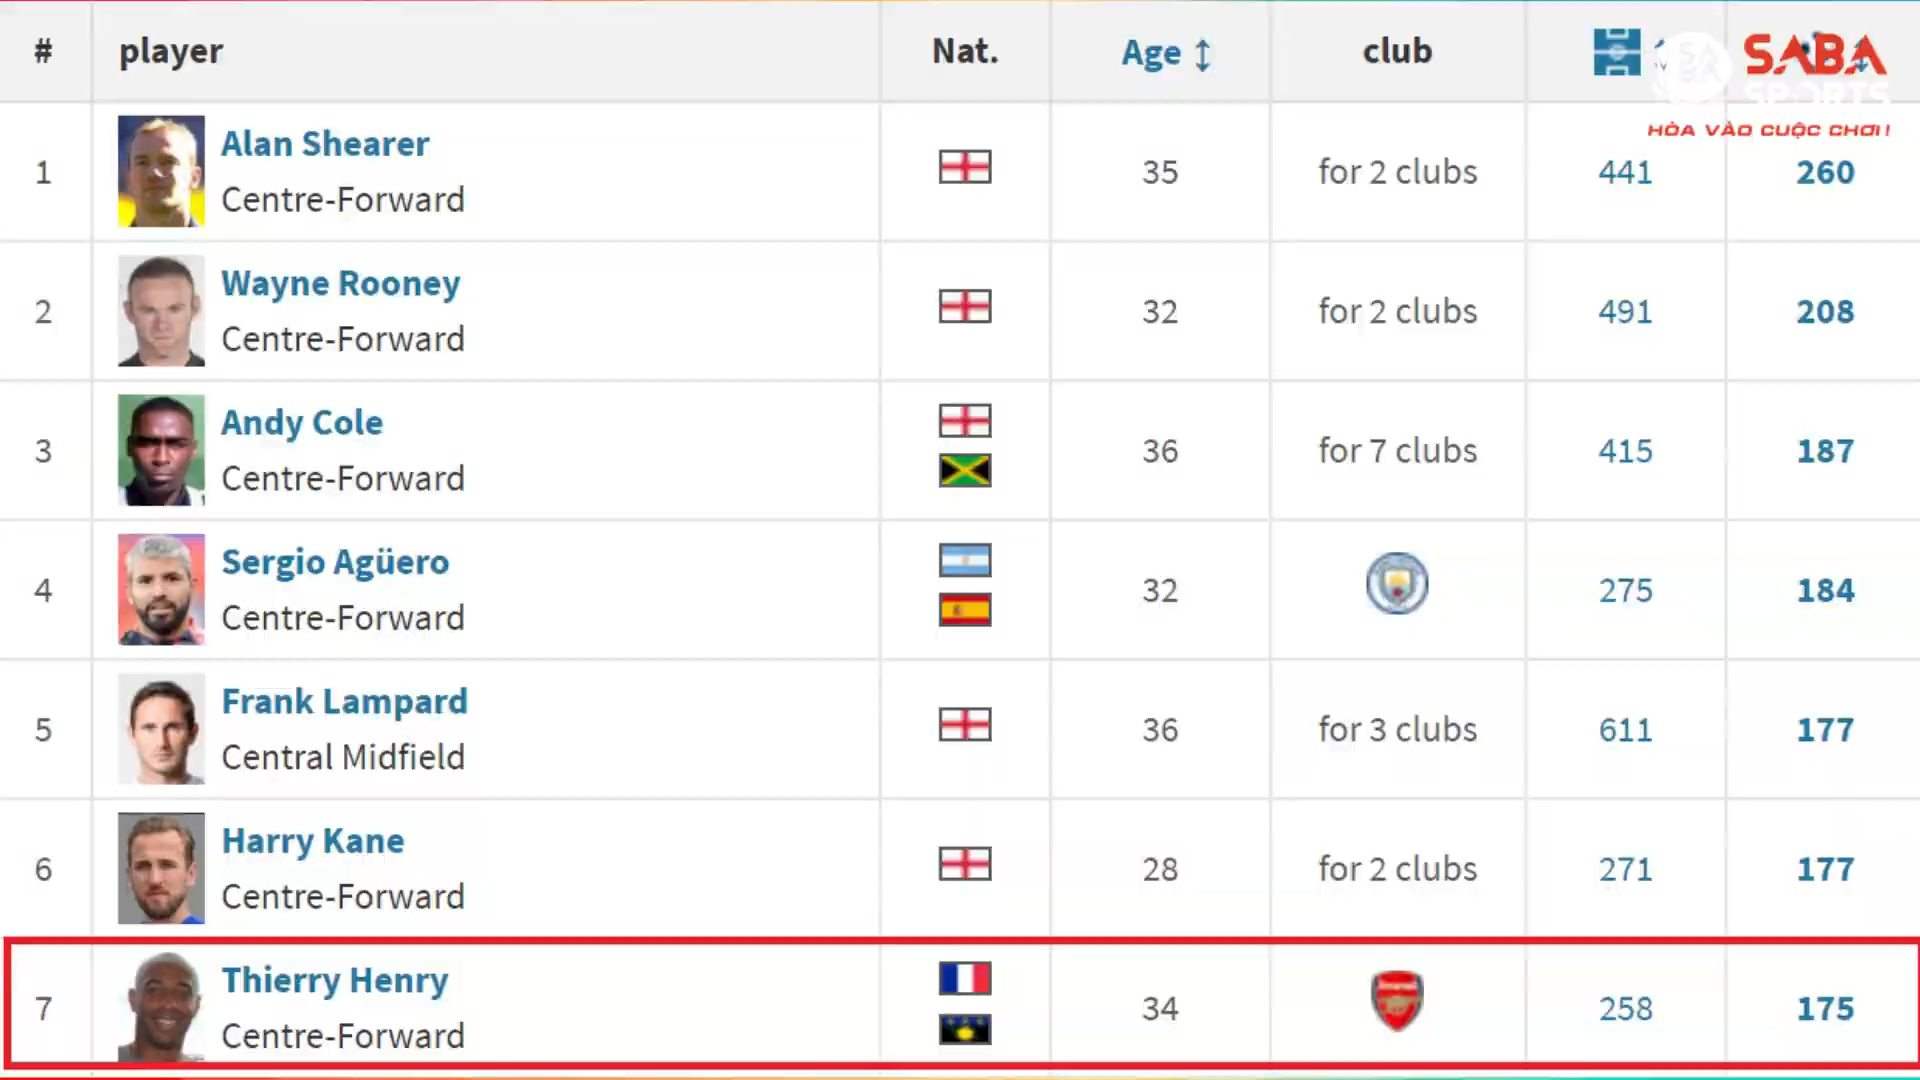 # player Nat. Age club
SABA
SPORTS
HÒA VÀO CUỘC CHƠI !
1 Alan Shearer 35 for 2 clubs 441 260
Centre-Forward
2 Wayne Rooney 32 for 2 clubs 491 208
Centre-Forward
3 Andy Cole 36 for 7 clubs 415 187
Centre-Forward
4 Sergio Agüero 32 275 184
Centre-Forward
5 Frank Lampard 36 for 3 clubs 611 177
Central Midfield
6 Harry Kane 28 for 2 clubs 271 177
Centre-Forward
7 Thierry Henry 34 Arsenal 258 175
Centre-Forward